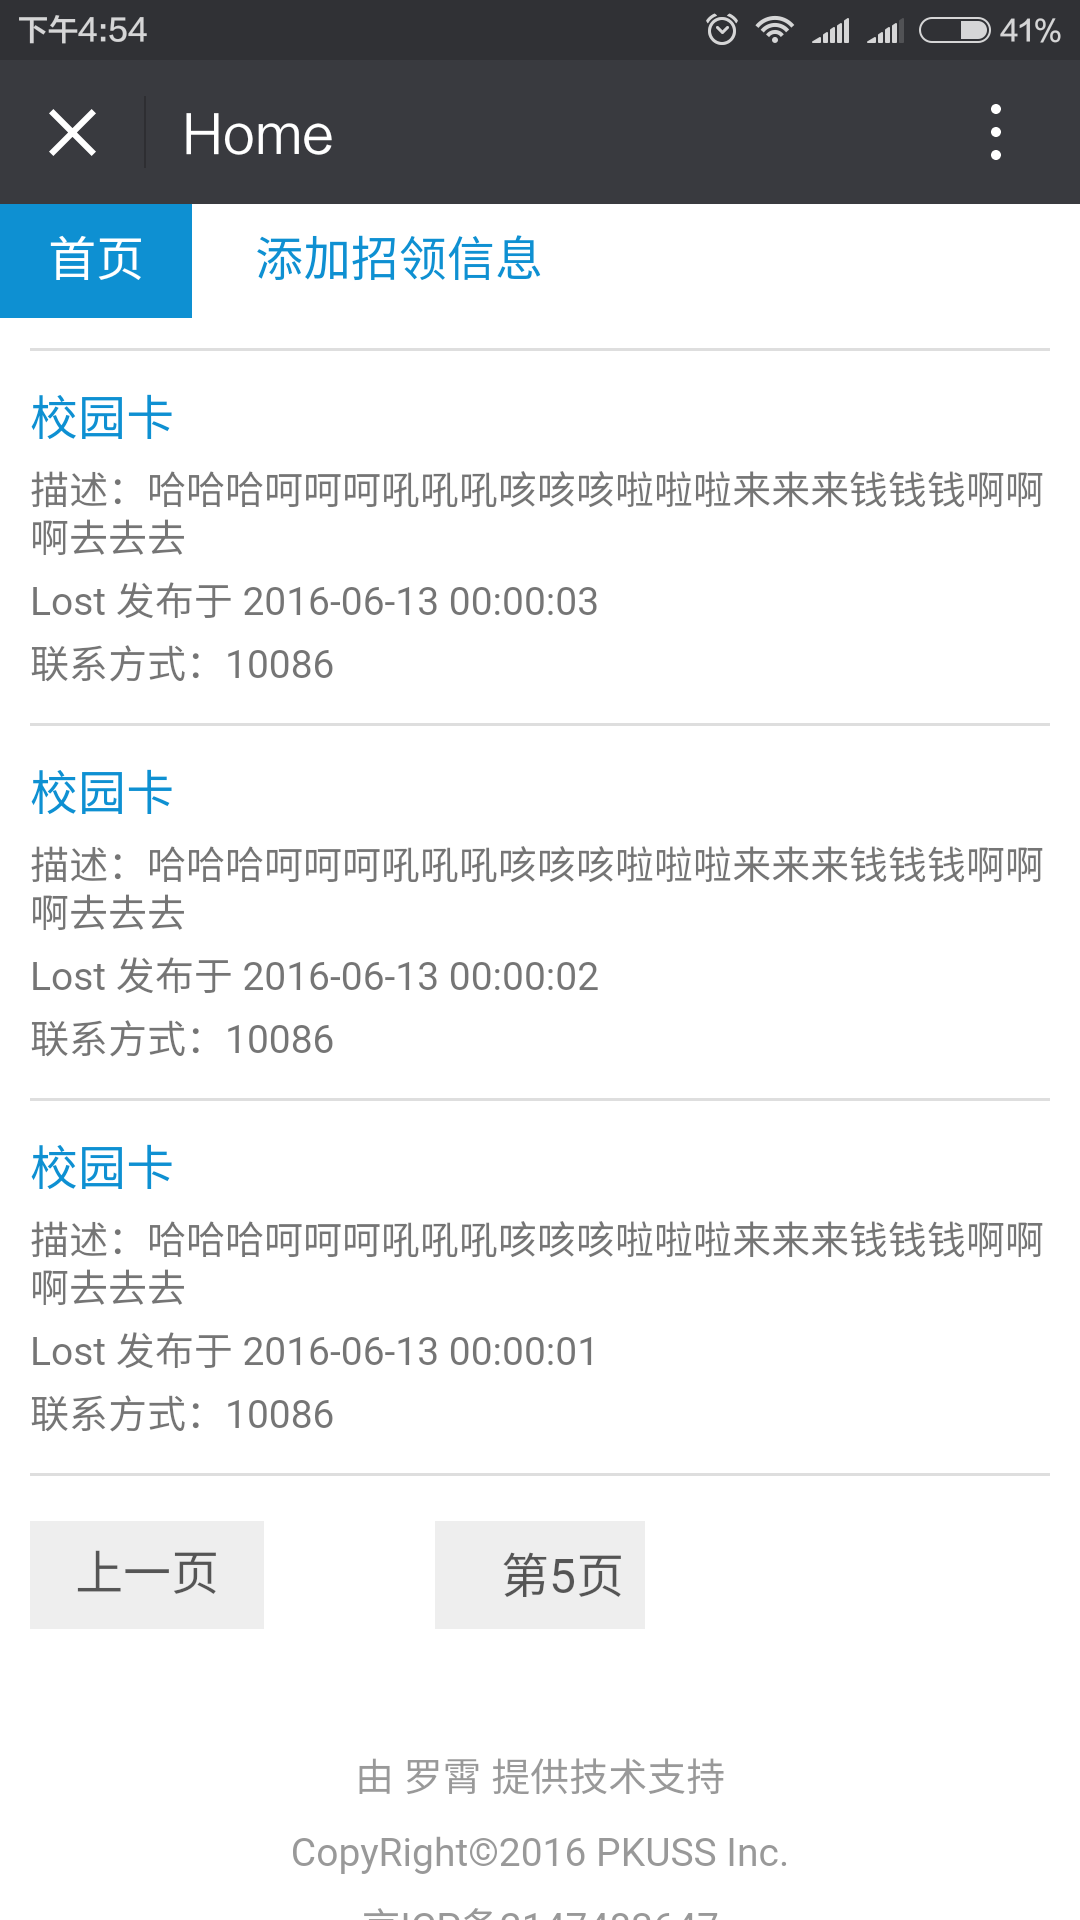 下午4:54
41%
Home
首页
添加招领信息
校园卡
描述：哈哈哈呵呵呵吼吼吼咳咳咳啦啦啦来来来钱钱钱啊啊
啊去去去
Lost 发布于 2016-06-13 00:00:03
联系方式：10086
校园卡
描述：哈哈哈呵呵呵吼吼吼咳咳咳啦啦啦来来来钱钱钱啊啊
啊去去去
Lost 发布于 2016-06-13 00:00:02
联系方式：10086
校园卡
描述：哈哈哈呵呵呵吼吼吼咳咳咳啦啦啦来来来钱钱钱啊啊
啊去去去
Lost 发布于 2016-06-13 00:00:01
联系方式：10086
上一页
第5页
由 罗霄 提供技术支持
CopyRight©2016 PKUSS Inc.